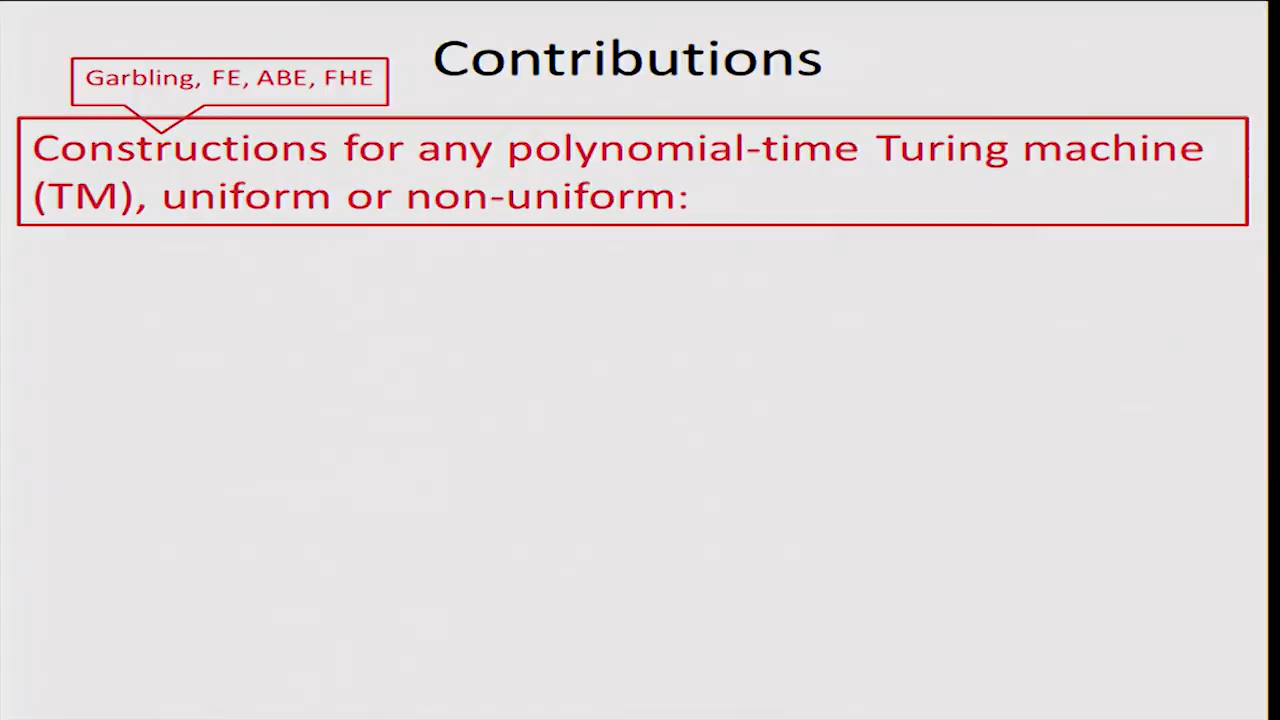 Contributions
Garbling, FE, ABE, FHE
Constructions for any polynomial-time Turing machine
(TM), uniform or non-uniform: